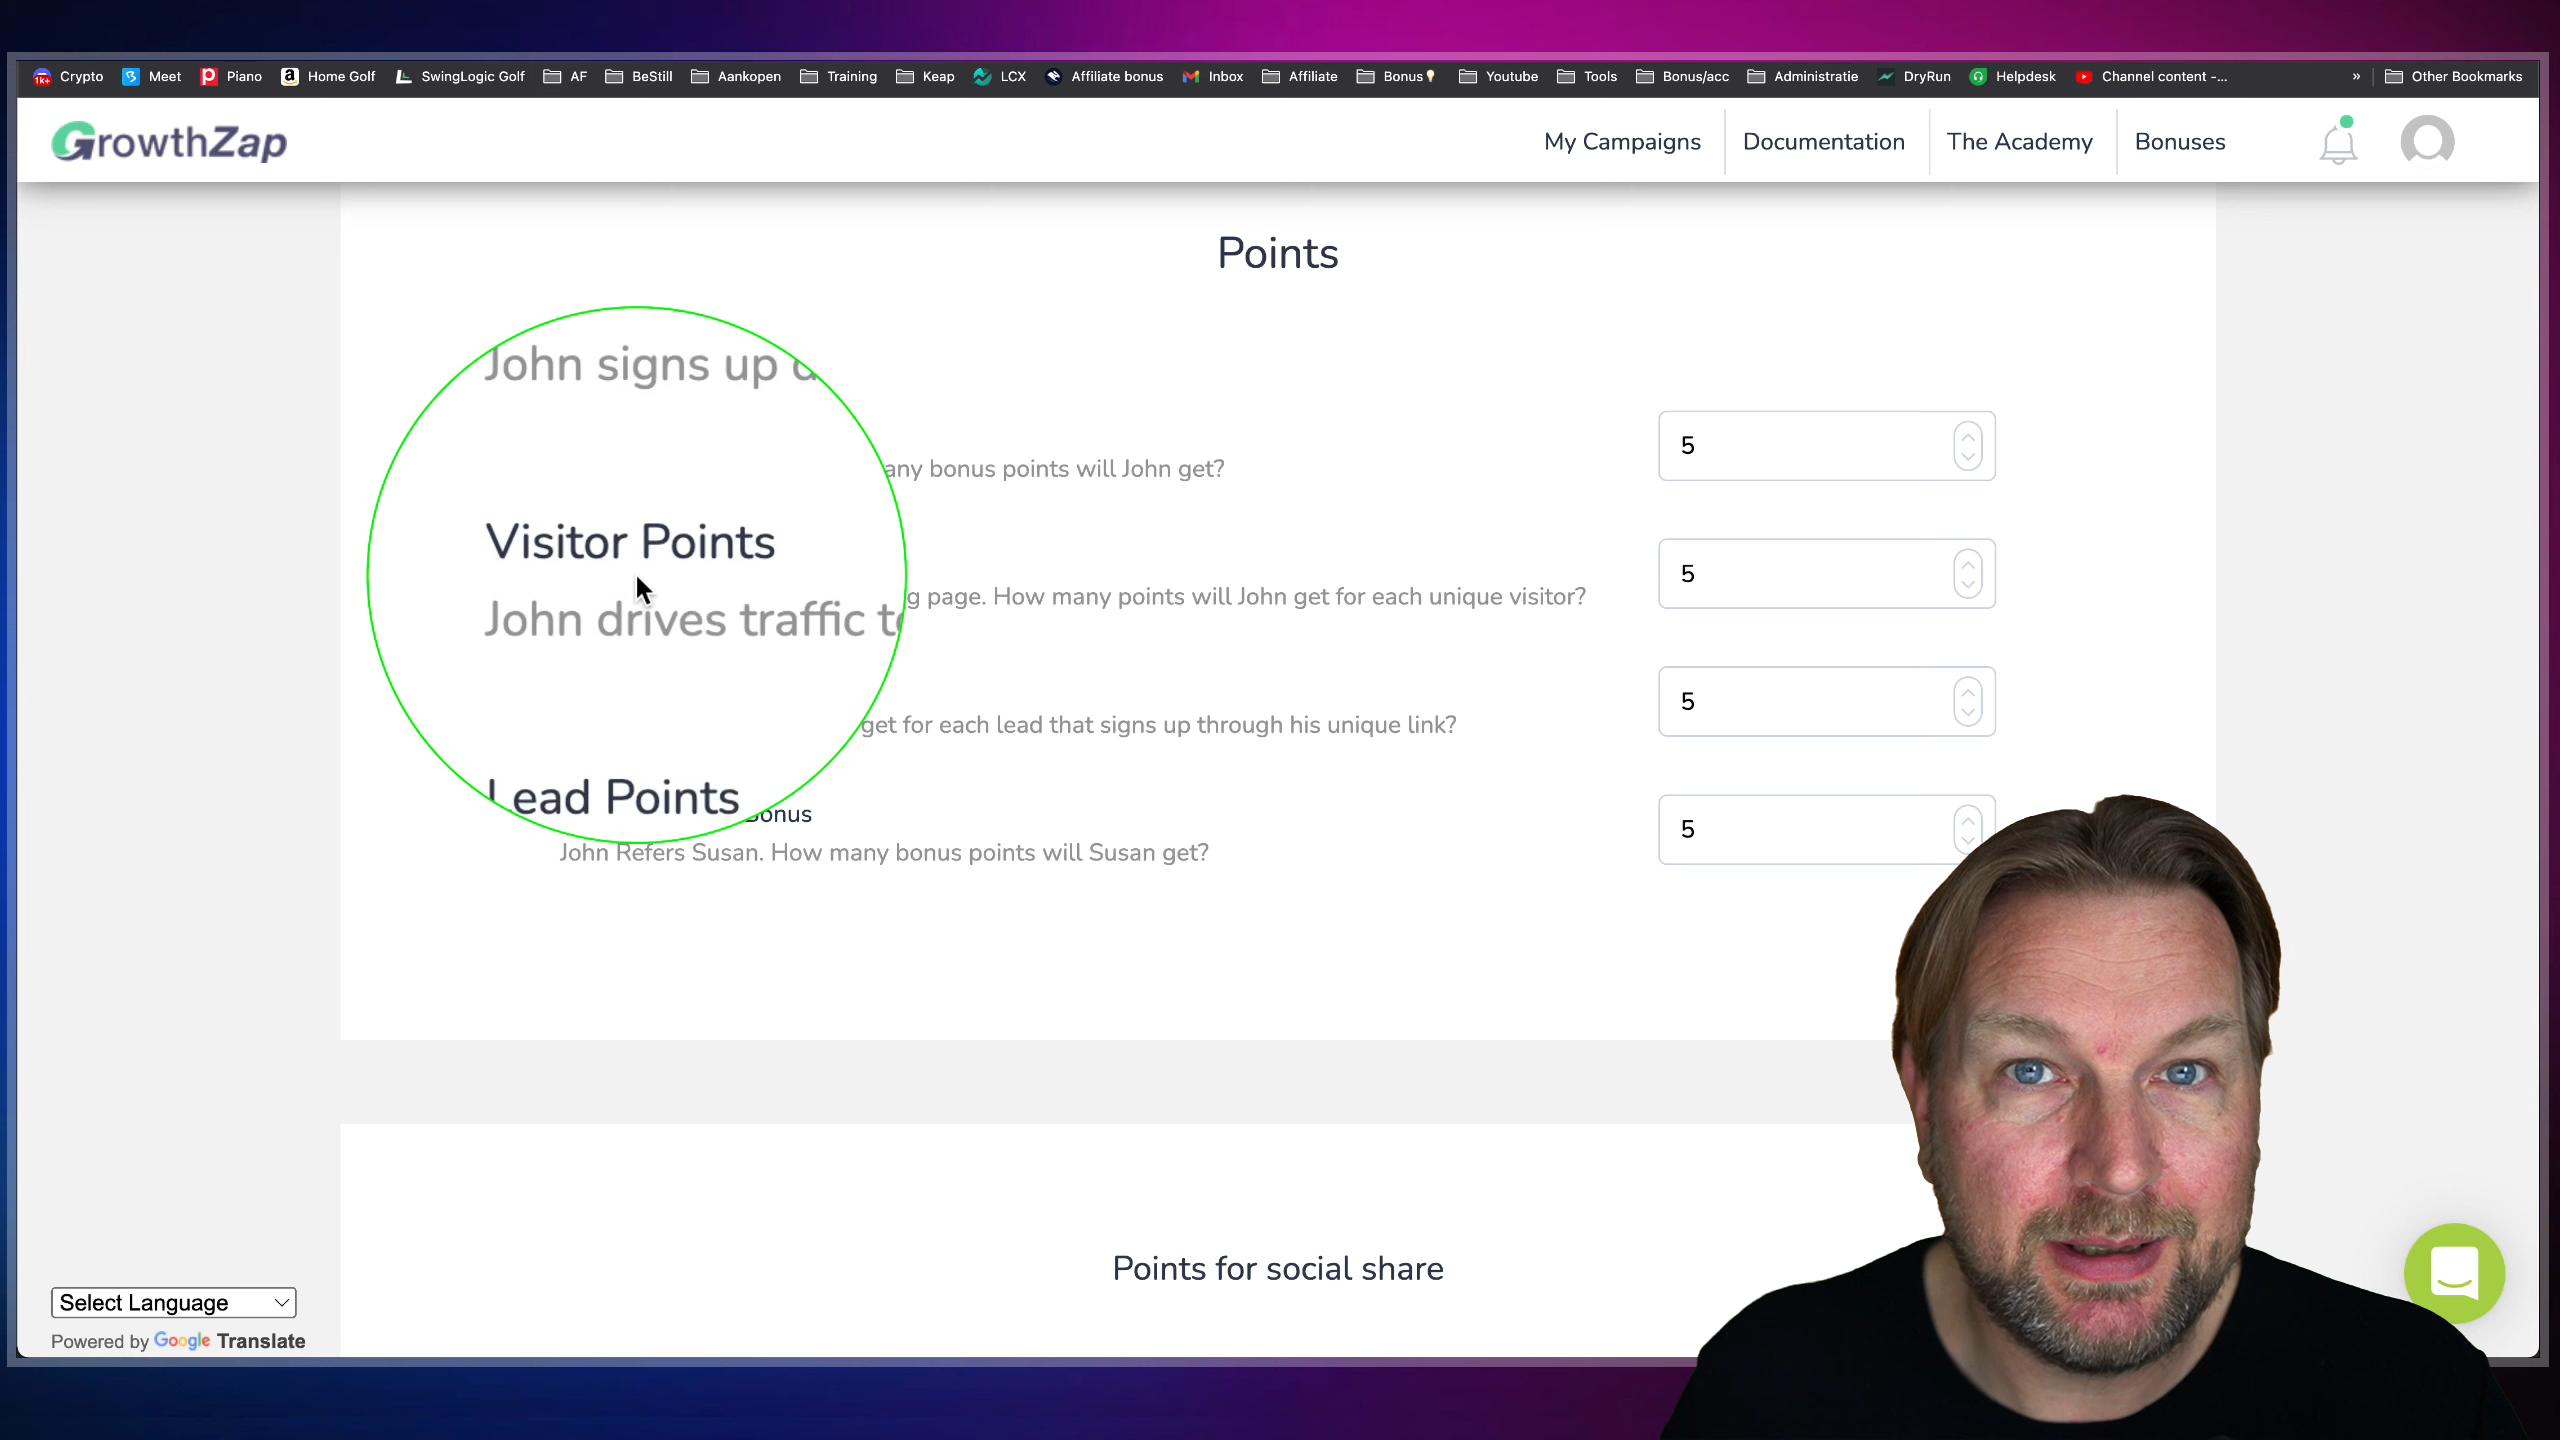 Crypto Meet Piano Home Golf SwingLogic Golf AF BeStill Aankopen Training Keap LCX Affiliate bonus Inbox Affiliate Bonus Youtube Tools Bonus/acc Administratie DryRun Helpdesk Channel content -... » Other Bookmarks
GrowthZap My Campaigns Documentation The Academy Bonuses
Points
John signs up
any bonus points will John get?
5
Visitor Points
John drives traffic
g page. How many points will John get for each unique visitor?
5
get for each lead that signs up through his unique link?
5
Lead Points
Bonus
John Refers Susan. How many bonus points will Susan get?
5
Points for social share
Select Language
Powered by Google Translate